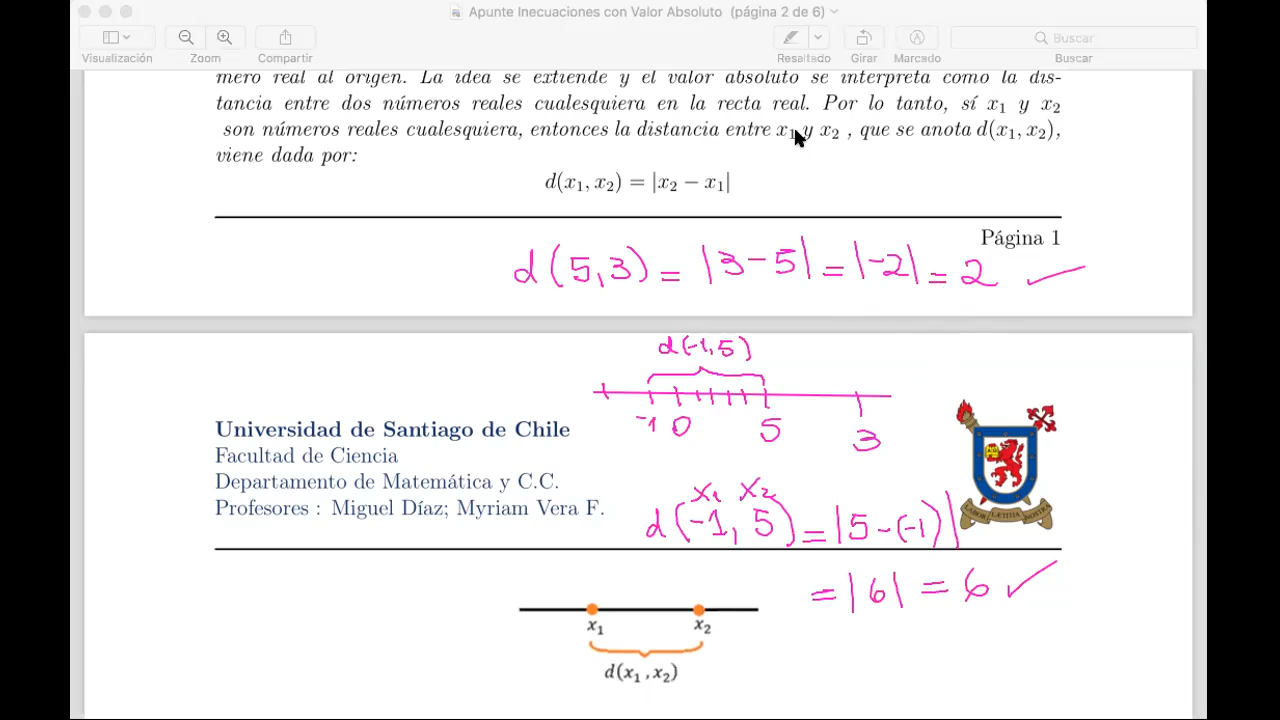 Apunte Inecuaciones con Valor Absoluto (página 2 de 6)
Visualización Zoom Compartir Resaltado Girar Marcado Buscar
Buscar
mero real al origen. La idea se extiende y el valor absoluto se interpreta como la dis-
tancia entre dos números reales cualesquiera en la recta real. Por lo tanto, sí x₁ y x₂
son números reales cualesquiera, entonces la distancia entre x₁ y x₂ , que se anota d(x₁, x₂),
viene dada por:
d(x₁, x₂) = |x₂ − x₁|
Página 1
d(5,3) = |3-5| = |-2| = 2 ✓
d(-1,5)
-1 0 5 3
Universidad de Santiago de Chile
Facultad de Ciencia
Departamento de Matemática y C.C.
Profesores : Miguel Díaz; Myriam Vera F.
x₁ x₂
d(-1, 5) = |5-(-1)|
= |6| = 6 ✓
LABOR LÆTITIA NOSTRA
x₁ x₂
d(x₁,x₂)